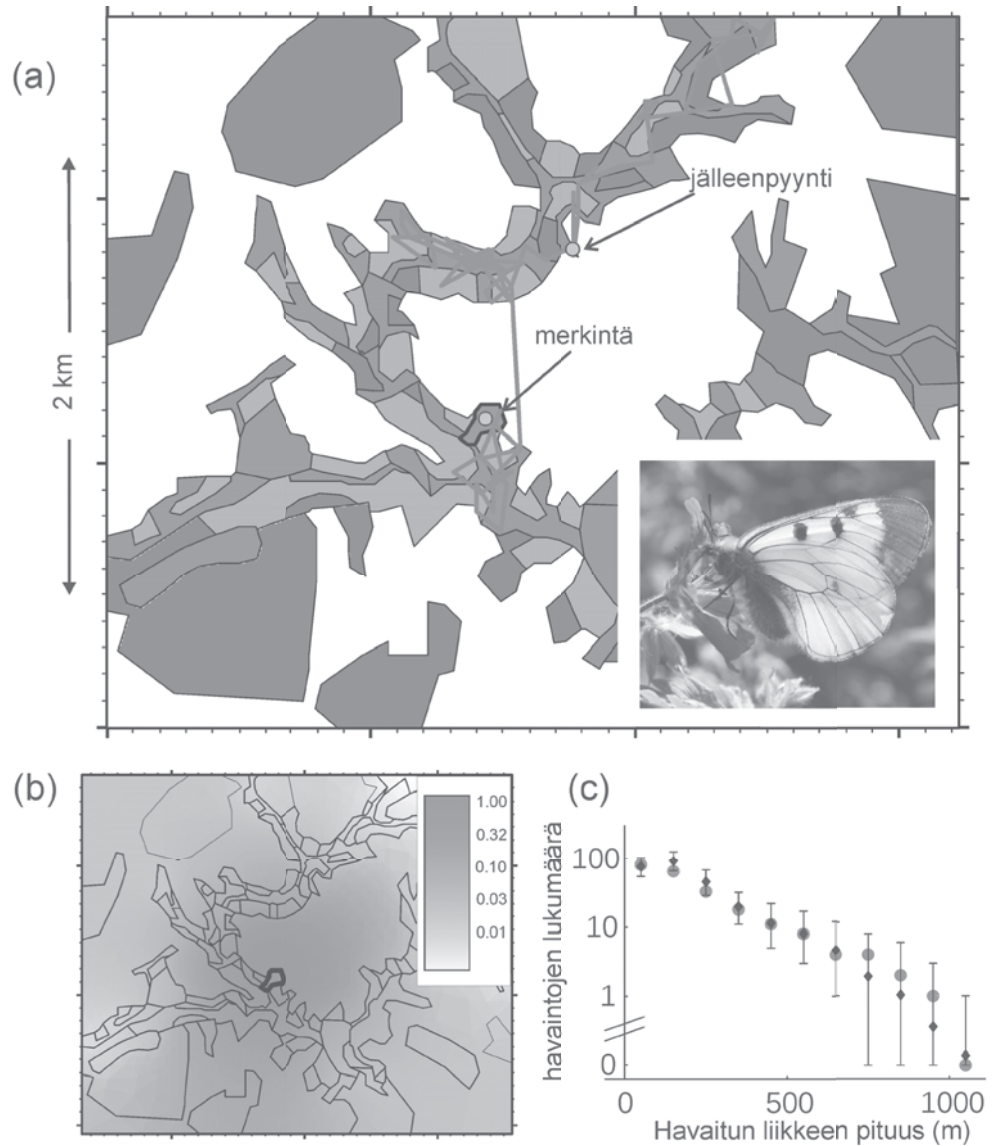 (a)
jälleenpyynti
merkintä
2 km
(b)
1.00
0.32
0.10
0.03
0.01
(c)
havaintojen lukumäärä
100
10
1
0
0
500
1000
Havaitun liikkeen pituus (m)